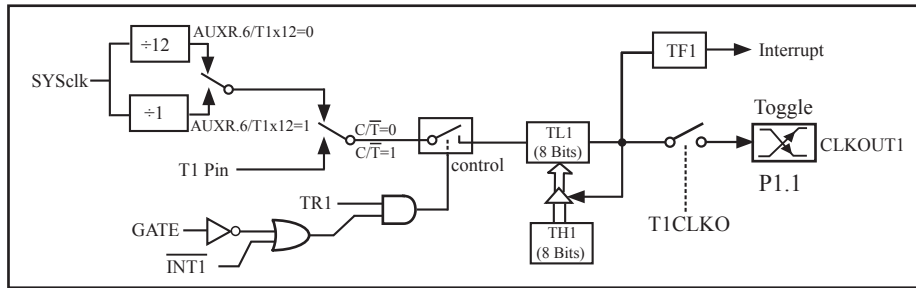 AUXR.6/T1x12=0
÷12
SYSclk
÷1
AUXR.6/T1x12=1
C/T̅=0
C/T̅=1
T1 Pin
control
TR1
GATE
I̅N̅T̅1̅
TL1
(8 Bits)
TH1
(8 Bits)
TF1
Interrupt
Toggle
CLKOUT1
P1.1
T1CLKO